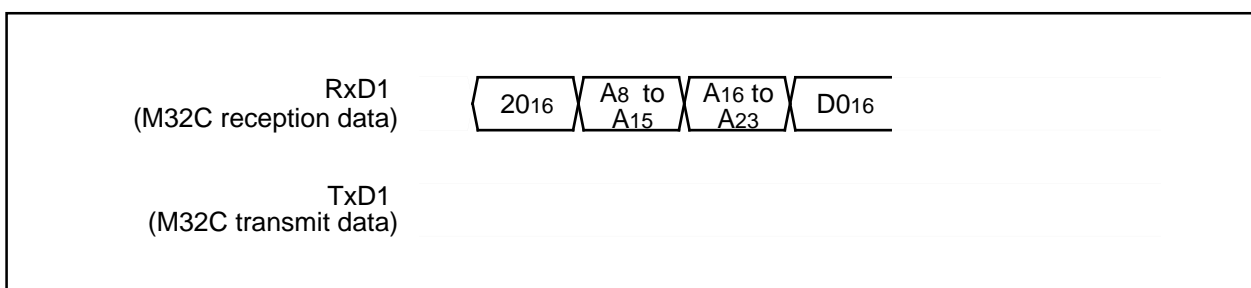 RxD1
(M32C reception data)
2016
A8 to
A15
A16 to
A23
D016
TxD1
(M32C transmit data)